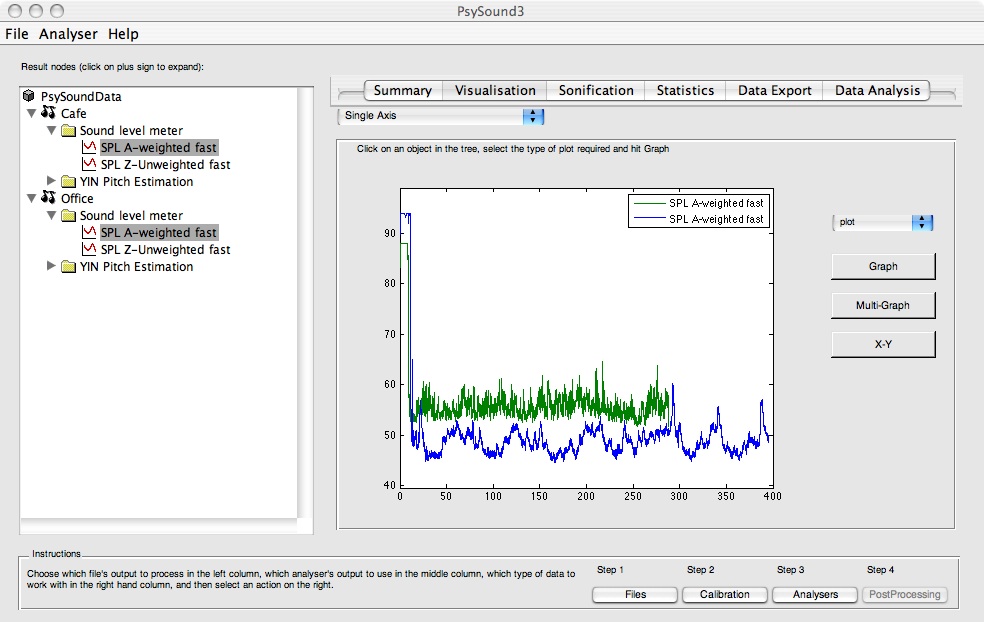 PsySound3
File Analyser Help
Result nodes (click on plus sign to expand):
PsySoundData
Cafe
Sound level meter
SPL A-weighted fast
SPL Z-Unweighted fast
YIN Pitch Estimation
Office
Sound level meter
SPL A-weighted fast
SPL Z-Unweighted fast
YIN Pitch Estimation
Summary Visualisation Sonification Statistics Data Export Data Analysis
Single Axis
Click on an object in the tree, select the type of plot required and hit Graph
SPL A-weighted fast
SPL A-weighted fast
90
80
70
60
50
40
0 50 100 150 200 250 300 350 400
plot
Graph
Multi-Graph
X-Y
Instructions
Choose which file's output to process in the left column, which analyser's output to use in the middle column, which type of data to
work with in the right hand column, and then select an action on the right.
Step 1 Step 2 Step 3 Step 4
Files Calibration Analysers PostProcessing